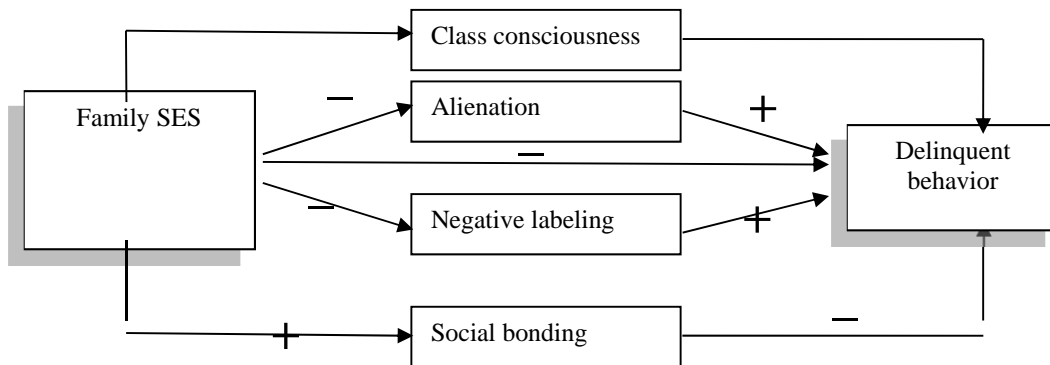 Class consciousness
Family SES
−
Alienation
+
−
Delinquent
behavior
−
Negative labeling
+
+
Social bonding
−